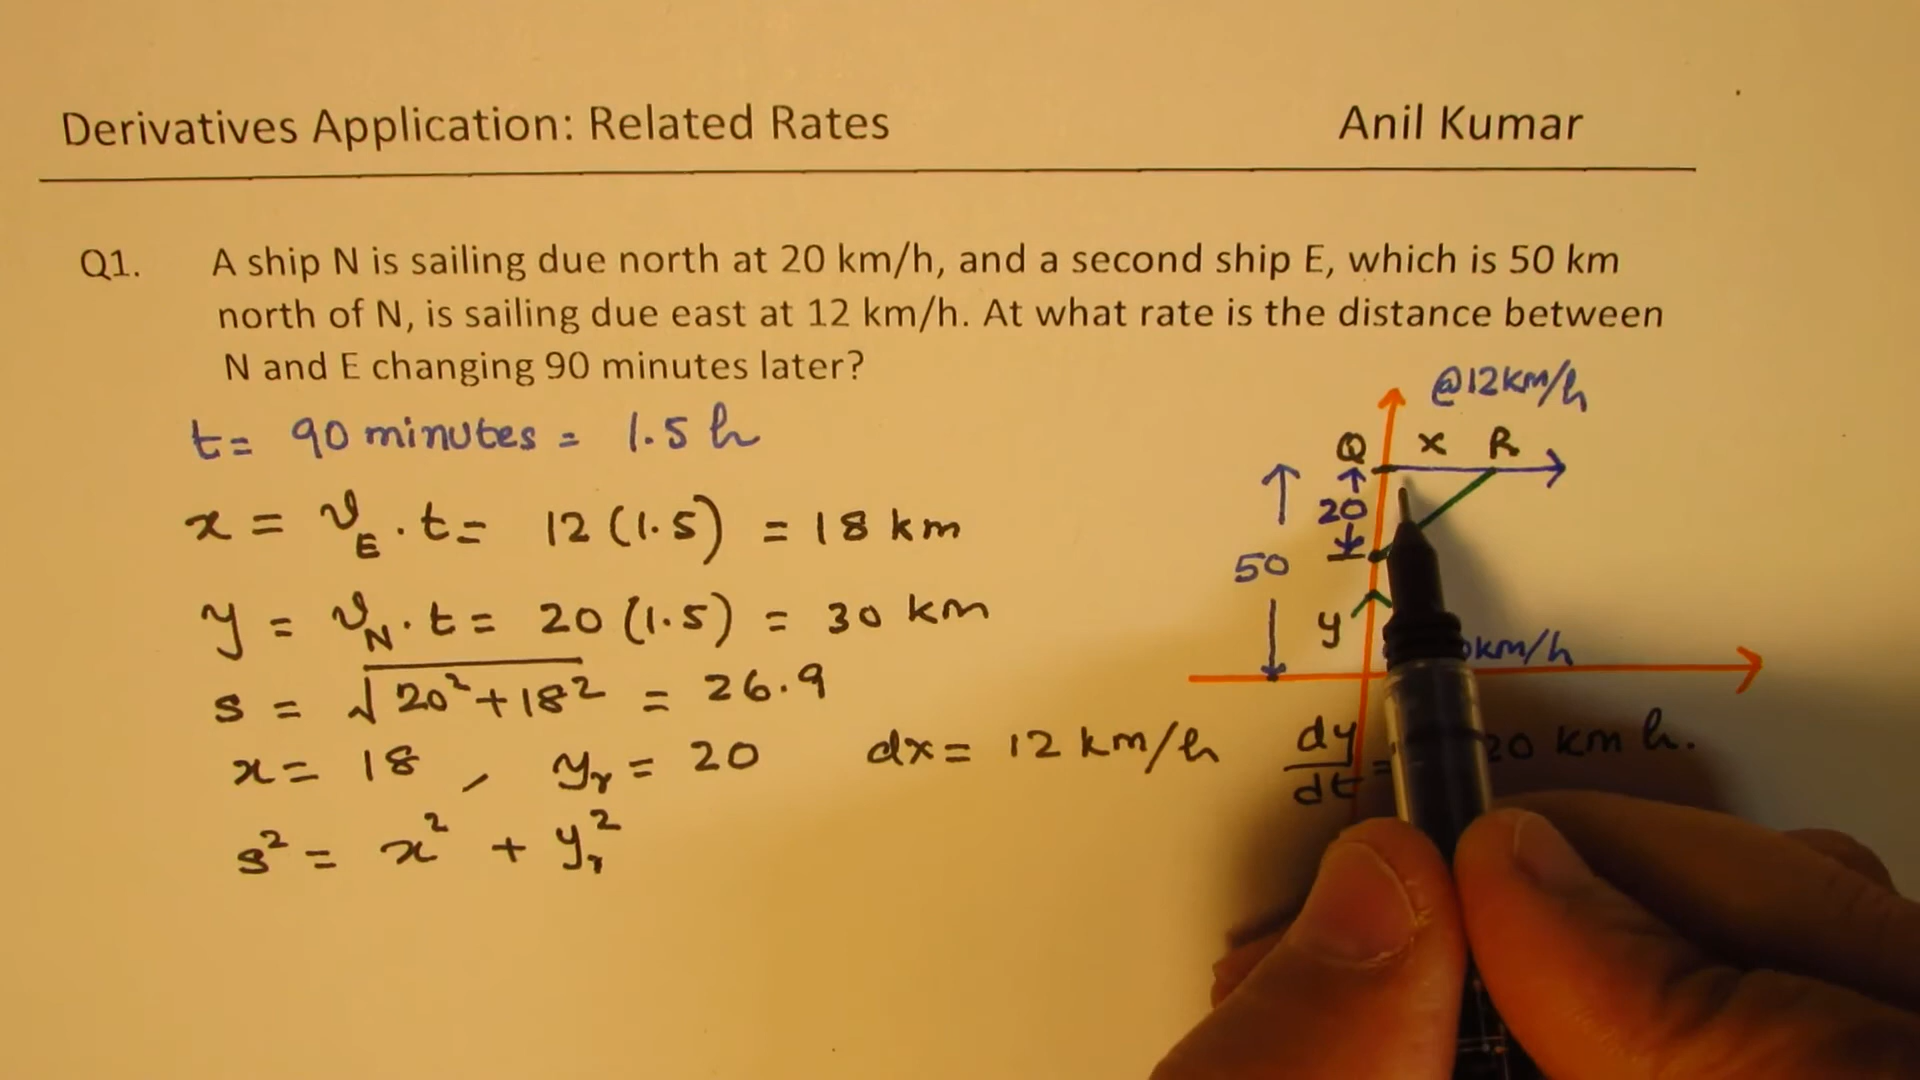 Derivatives Application: Related Rates Anil Kumar
Q1. A ship N is sailing due north at 20 km/h, and a second ship E, which is 50 km
north of N, is sailing due east at 12 km/h. At what rate is the distance between
N and E changing 90 minutes later?
@12km/h
t = 90 minutes = 1.5 h
Q x R
x = v_E · t = 12 (1.5) = 18 km
20
50
y = v_N · t = 20 (1.5) = 30 km
y
km/h
s = √20² + 18² = 26.9
x = 18 , y_r = 20 dx = 12 km/h dy/dt = 20 km h.
s² = x² + y_r²